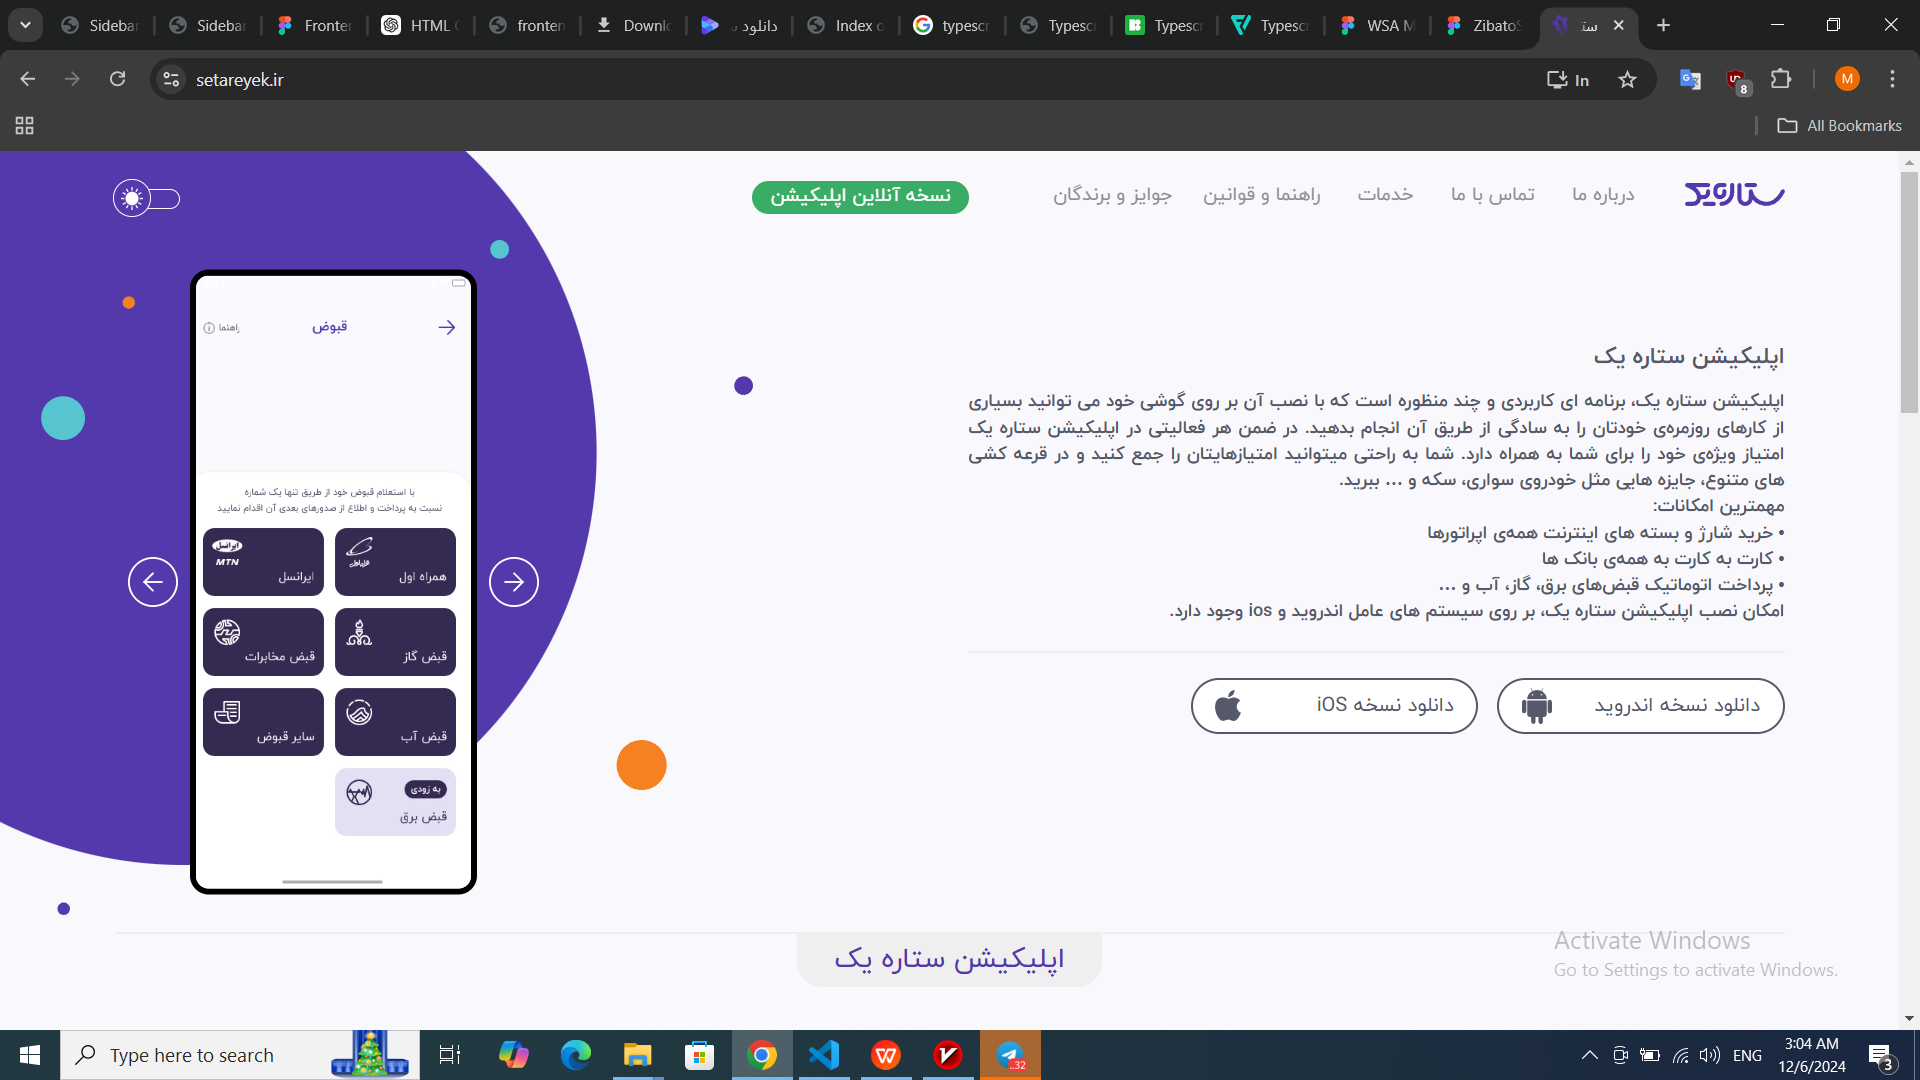 Sideba
Sideba
Fronte
HTML
fronten
Downl
دانلود
Index o
typescr
Typesc
Typesc
Typesc
WSA M
Zibato
ست
setareyek.ir
In
8
M
All Bookmarks
ستاره‌یک
درباره ما
تماس با ما
خدمات
راهنما و قوانین
جوایز و برندگان
نسخه آنلاین اپلیکیشن
قبوض
راهنما
با استعلام قبوض خود از طریق تنها یک شماره
نسبت به پرداخت و اطلاع از صدورهای بعدی آن اقدام نمایید
همراه اول
ایرانسل
MTN
ایرانسل
قبض گاز
قبض مخابرات
قبض آب
سایر قبوض
به زودی
قبض برق
اپلیکیشن ستاره یک
اپلیکیشن ستاره یک، برنامه ای کاربردی و چند منظوره است که با نصب آن بر روی گوشی خود می توانید بسیاری
از کارهای روزمره‌ی خودتان را به سادگی از طریق آن انجام بدهید. در ضمن هر فعالیتی در اپلیکیشن ستاره یک
امتیاز ویژه‌ی خود را برای شما به همراه دارد. شما به راحتی میتوانید امتیازهایتان را جمع کنید و در قرعه کشی
های متنوع، جایزه هایی مثل خودروی سواری، سکه و ... ببرید.
مهمترین امکانات:
• خرید شارژ و بسته های اینترنت همه‌ی اپراتورها
• کارت به کارت به همه‌ی بانک ها
• پرداخت اتوماتیک قبض‌های برق، گاز، آب و ...
امکان نصب اپلیکیشن ستاره یک، بر روی سیستم های عامل اندروید و ios وجود دارد.
دانلود نسخه اندروید
دانلود نسخه iOS
اپلیکیشن ستاره یک
Activate Windows
Go to Settings to activate Windows.
Type here to search
..32
ENG
3:04 AM
12/6/2024
3